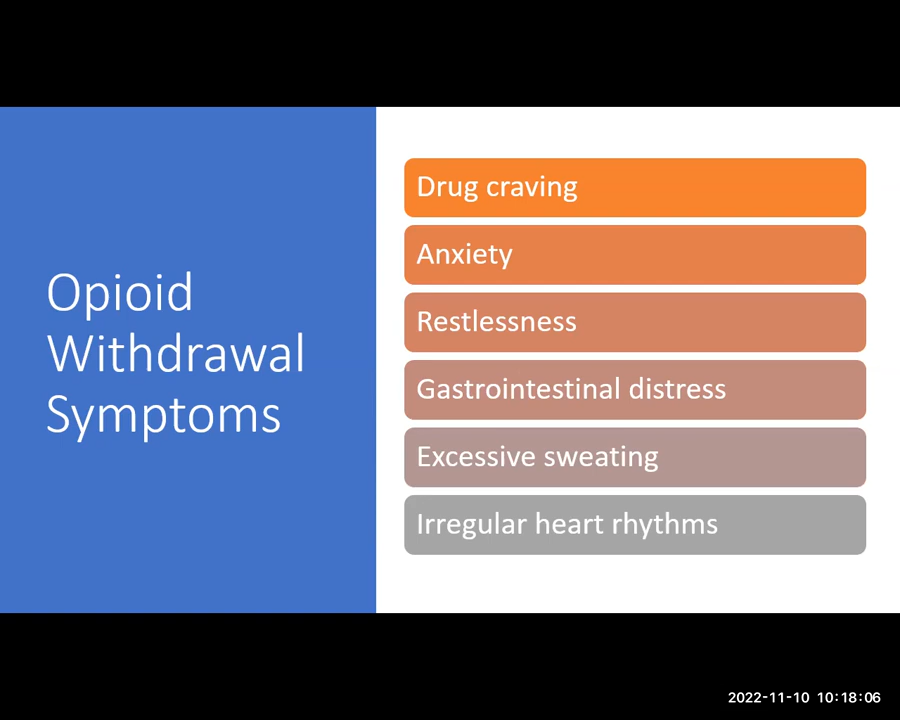 Opioid
Withdrawal
Symptoms
Drug craving
Anxiety
Restlessness
Gastrointestinal distress
Excessive sweating
Irregular heart rhythms
2022-11-10 10:18:06